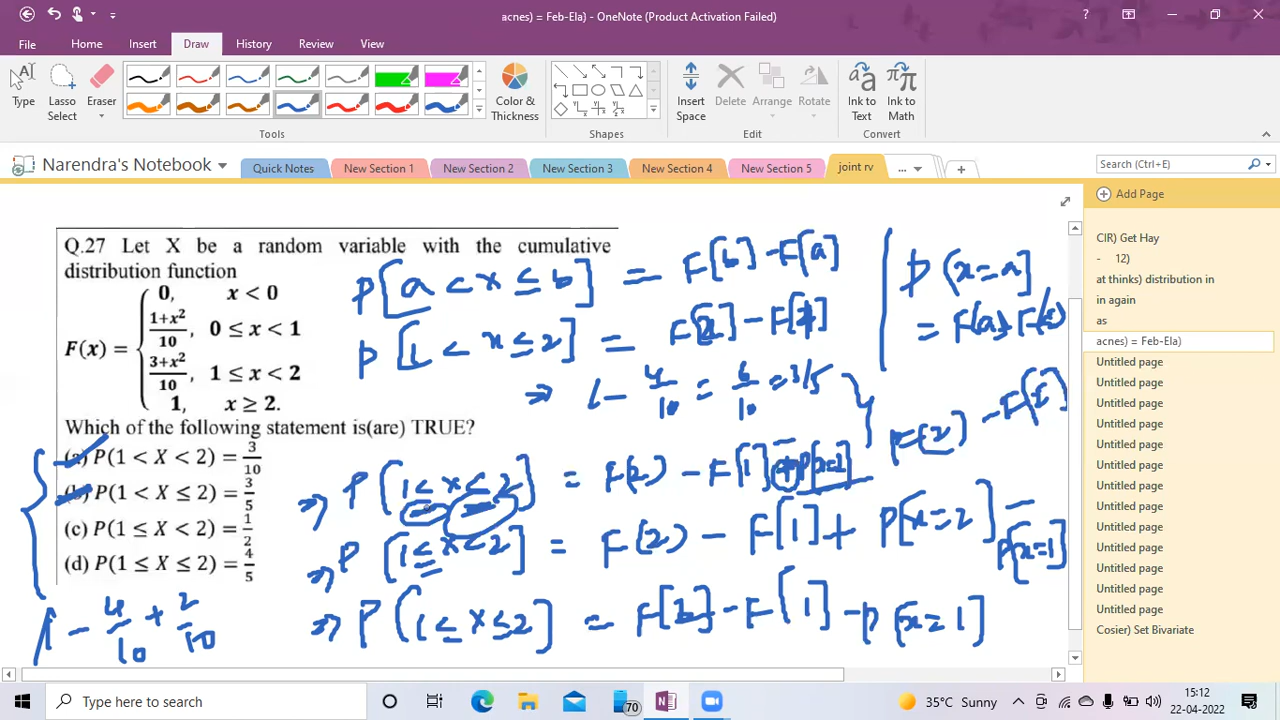 acnes) = Feb-Ela) - OneNote (Product Activation Failed)
File Home Insert Draw History Review View
Type
Lasso Select
Eraser
Color & Thickness
Insert Space
Delete
Arrange
Rotate
Ink to Text
Ink to Math
Tools
Shapes
Edit
Convert
Narendra's Notebook
Quick Notes New Section 1 New Section 2 New Section 3 New Section 4 New Section 5 joint rv ...
Search (Ctrl+E)
Add Page
CIR) Get Hay
- 12)
at thinks) distribution in
in again
as
acnes) = Feb-Ela)
Untitled page
Untitled page
Untitled page
Untitled page
Untitled page
Untitled page
Untitled page
Untitled page
Untitled page
Untitled page
Untitled page
Untitled page
Untitled page
Cosier) Set Bivariate
Q.27 Let X be a random variable with the cumulative
distribution function
F(x) = { 0, x < 0
(1+x²)/10, 0 ≤ x < 1
(3+x²)/10, 1 ≤ x < 2
1, x ≥ 2.
Which of the following statement is(are) TRUE?
(a) P(1 < X < 2) = 3/10
(b) P(1 < X ≤ 2) = 3/5
(c) P(1 ≤ X < 2) = 1/2
(d) P(1 ≤ X ≤ 2) = 4/5
1 - 4/10 + 2/10
P[a < x ≤ b] = F[b] - F[a]
P[1 < x ≤ 2] = F[2] - F[1]
⇒ 1 - 4/10 = 6/10 = 3/5
P(x = a]
⇒ P[1 ≤ x ≤ 2] = F(2) - F[1]
⇒ P[1 ≤ x < 2] = F(2) - F[1] + P[x = 2] -
P[x=1]
⇒ P(1 ≤ x ≤ 2] = F[2] - F[1] - P[x = 1]
Type here to search
70
35°C Sunny
15:12
22-04-2022